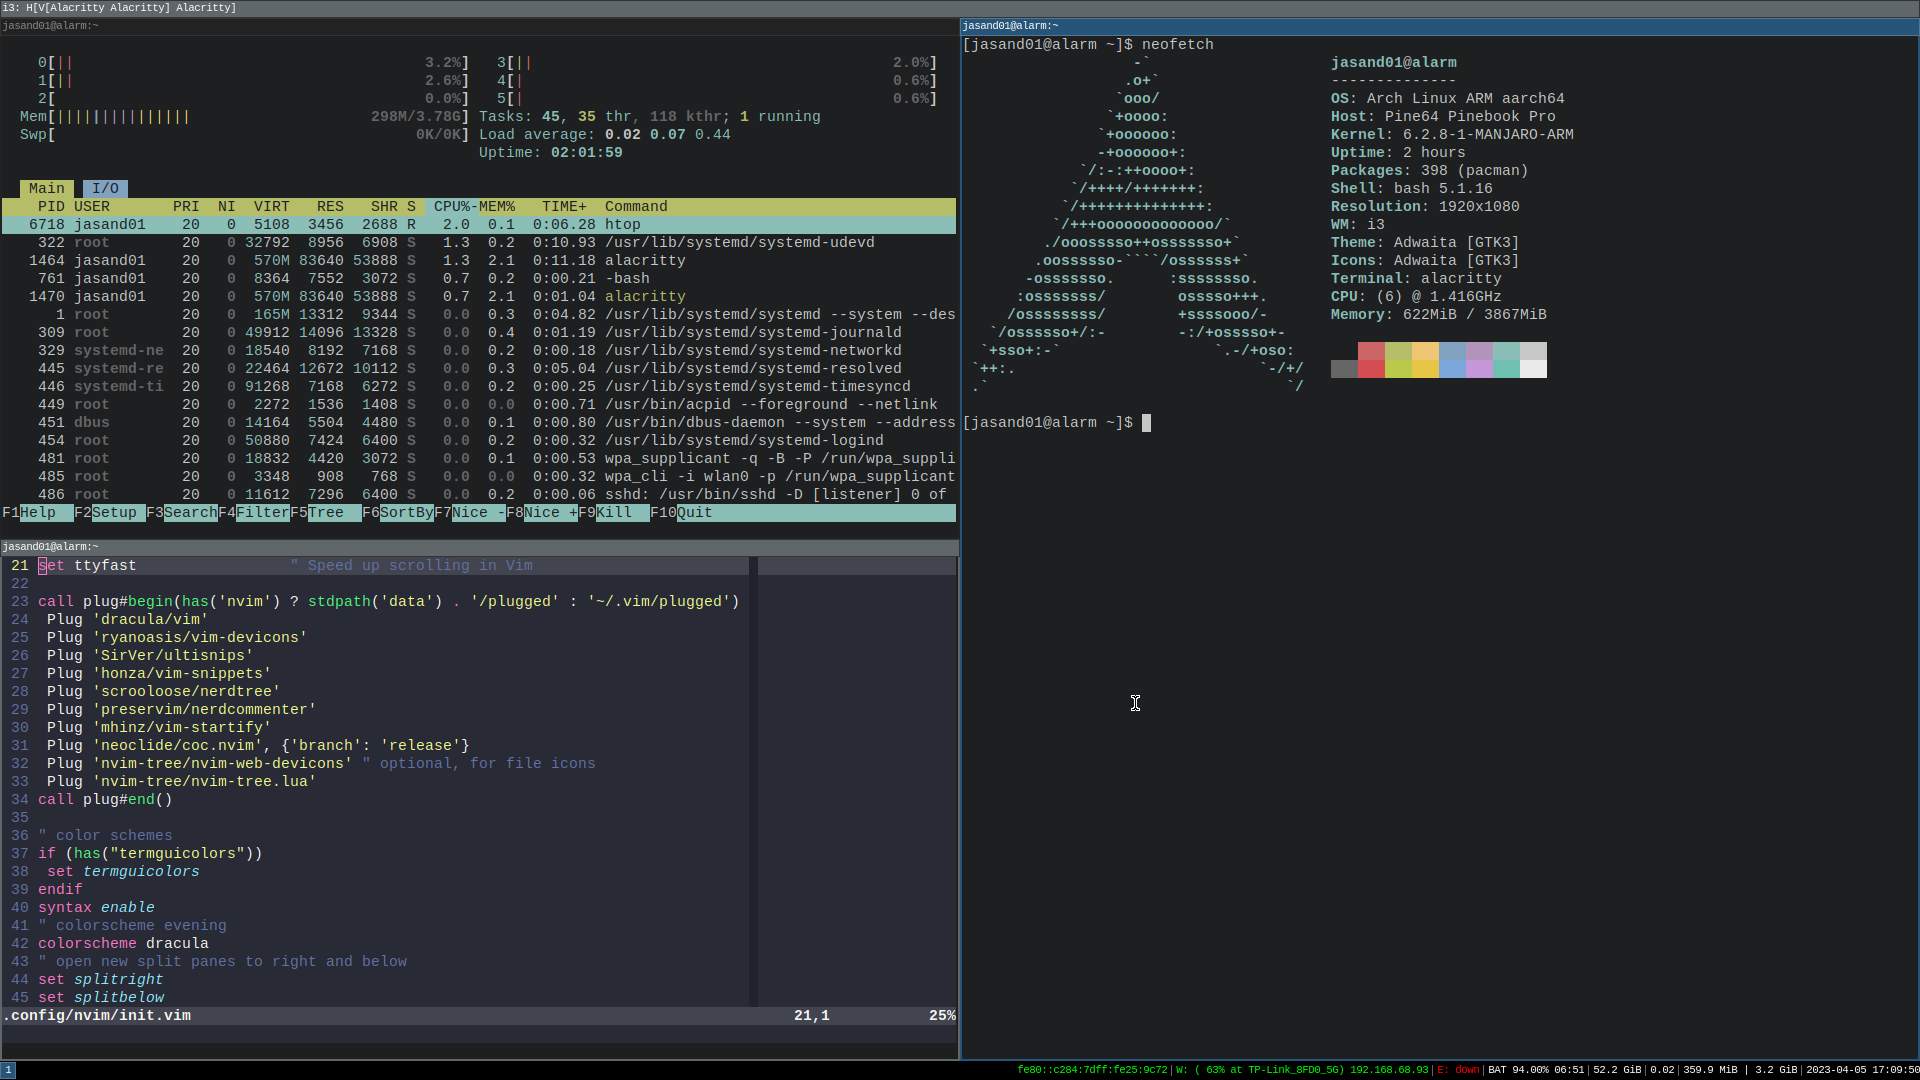 i3: H[V[Alacritty Alacritty] Alacritty]
jasand01@alarm:~
0[|| 3.2%] 3[|| 2.0%]
1[|| 2.6%] 4[| 0.6%]
2[ 0.0%] 5[| 0.6%]
Mem[||||||||||||||| 298M/3.78G] Tasks: 45, 35 thr, 118 kthr; 1 running
Swp[ 0K/0K] Load average: 0.02 0.07 0.44
Uptime: 02:01:59
Main I/O
PID USER PRI NI VIRT RES SHR S CPU%-MEM% TIME+ Command
6718 jasand01 20 0 5108 3456 2688 R 2.0 0.1 0:06.28 htop
322 root 20 0 32792 8956 6908 S 1.3 0.2 0:10.93 /usr/lib/systemd/systemd-udevd
1464 jasand01 20 0 570M 83640 53888 S 1.3 2.1 0:11.18 alacritty
761 jasand01 20 0 8364 7552 3072 S 0.7 0.2 0:00.21 -bash
1470 jasand01 20 0 570M 83640 53888 S 0.7 2.1 0:01.04 alacritty
1 root 20 0 165M 13312 9344 S 0.0 0.3 0:04.82 /usr/lib/systemd/systemd --system --des
309 root 20 0 49912 14096 13328 S 0.0 0.4 0:01.19 /usr/lib/systemd/systemd-journald
329 systemd-ne 20 0 18540 8192 7168 S 0.0 0.2 0:00.18 /usr/lib/systemd/systemd-networkd
445 systemd-re 20 0 22464 12672 10112 S 0.0 0.3 0:05.04 /usr/lib/systemd/systemd-resolved
446 systemd-ti 20 0 91268 7168 6272 S 0.0 0.2 0:00.25 /usr/lib/systemd/systemd-timesyncd
449 root 20 0 2272 1536 1408 S 0.0 0.0 0:00.71 /usr/bin/acpid --foreground --netlink
451 dbus 20 0 14164 5504 4480 S 0.0 0.1 0:00.80 /usr/bin/dbus-daemon --system --address
454 root 20 0 50880 7424 6400 S 0.0 0.2 0:00.32 /usr/lib/systemd/systemd-logind
481 root 20 0 18832 4420 3072 S 0.0 0.1 0:00.53 wpa_supplicant -q -B -P /run/wpa_suppli
485 root 20 0 3348 908 768 S 0.0 0.0 0:00.32 wpa_cli -i wlan0 -p /run/wpa_supplicant
486 root 20 0 11612 7296 6400 S 0.0 0.2 0:00.06 sshd: /usr/bin/sshd -D [listener] 0 of
F1Help F2Setup F3SearchF4FilterF5Tree F6SortByF7Nice -F8Nice +F9Kill F10Quit
jasand01@alarm:~
21 set ttyfast " Speed up scrolling in Vim
22
23 call plug#begin(has('nvim') ? stdpath('data') . '/plugged' : '~/.vim/plugged')
24 Plug 'dracula/vim'
25 Plug 'ryanoasis/vim-devicons'
26 Plug 'SirVer/ultisnips'
27 Plug 'honza/vim-snippets'
28 Plug 'scrooloose/nerdtree'
29 Plug 'preservim/nerdcommenter'
30 Plug 'mhinz/vim-startify'
31 Plug 'neoclide/coc.nvim', {'branch': 'release'}
32 Plug 'nvim-tree/nvim-web-devicons' " optional, for file icons
33 Plug 'nvim-tree/nvim-tree.lua'
34 call plug#end()
35
36 " color schemes
37 if (has("termguicolors"))
38 set termguicolors
39 endif
40 syntax enable
41 " colorscheme evening
42 colorscheme dracula
43 " open new split panes to right and below
44 set splitright
45 set splitbelow
.config/nvim/init.vim 21,1 25%
jasand01@alarm:~
[jasand01@alarm ~]$ neofetch
-` jasand01@alarm
.o+` --------------
`ooo/ OS: Arch Linux ARM aarch64
`+oooo: Host: Pine64 Pinebook Pro
`+oooooo: Kernel: 6.2.8-1-MANJARO-ARM
-+oooooo+: Uptime: 2 hours
`/:-:++oooo+: Packages: 398 (pacman)
`/++++/+++++++: Shell: bash 5.1.16
`/++++++++++++++: Resolution: 1920x1080
`/+++ooooooooooooo/` WM: i3
./ooosssso++osssssso+` Theme: Adwaita [GTK3]
.oossssso-````/ossssss+` Icons: Adwaita [GTK3]
-osssssso. :ssssssso. Terminal: alacritty
:osssssss/ osssso+++. CPU: (6) @ 1.416GHz
/ossssssss/ +ssssooo/- Memory: 622MiB / 3867MiB
`/ossssso+/:- -:/+osssso+-
`+sso+:-` `.-/+oso:
`++:. `-/+/
.` `/
[jasand01@alarm ~]$
1 fe80::c284:7dff:fe25:9c72|W: ( 63% at TP-Link_8FD0_5G) 192.168.68.93|E: down|BAT 94.00% 06:51|52.2 GiB|0.02|359.9 MiB | 3.2 GiB|2023-04-05 17:09:50